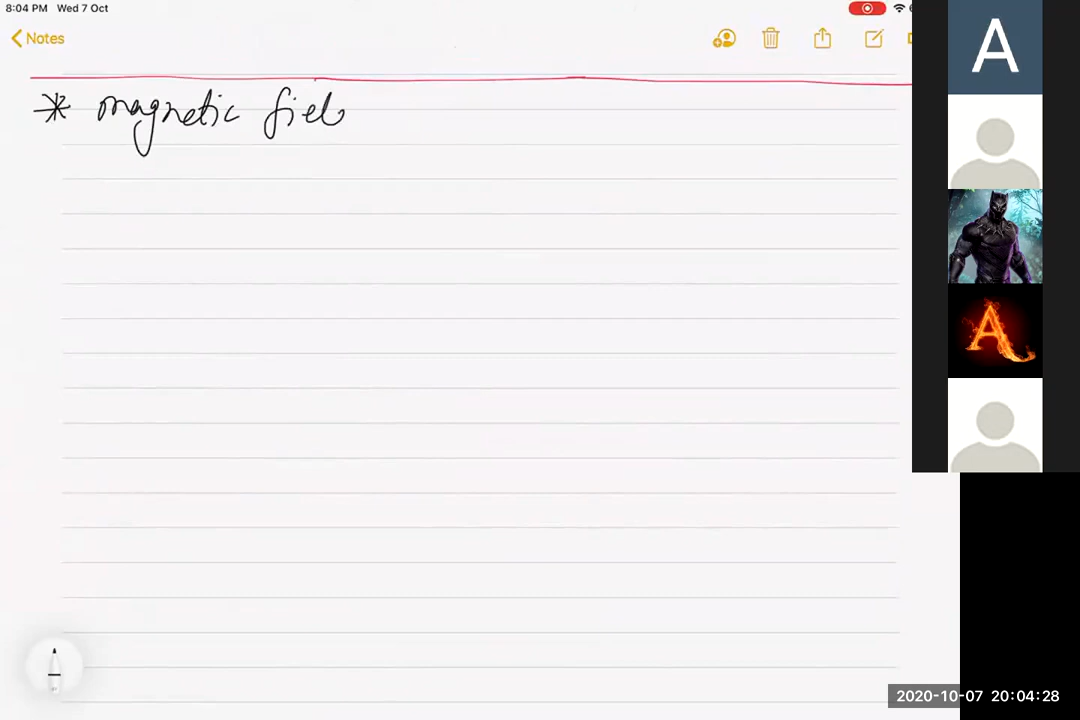 8:04 PM Wed 7 Oct
Notes
A
* magnetic fiel
A
2020-10-07 20:04:28